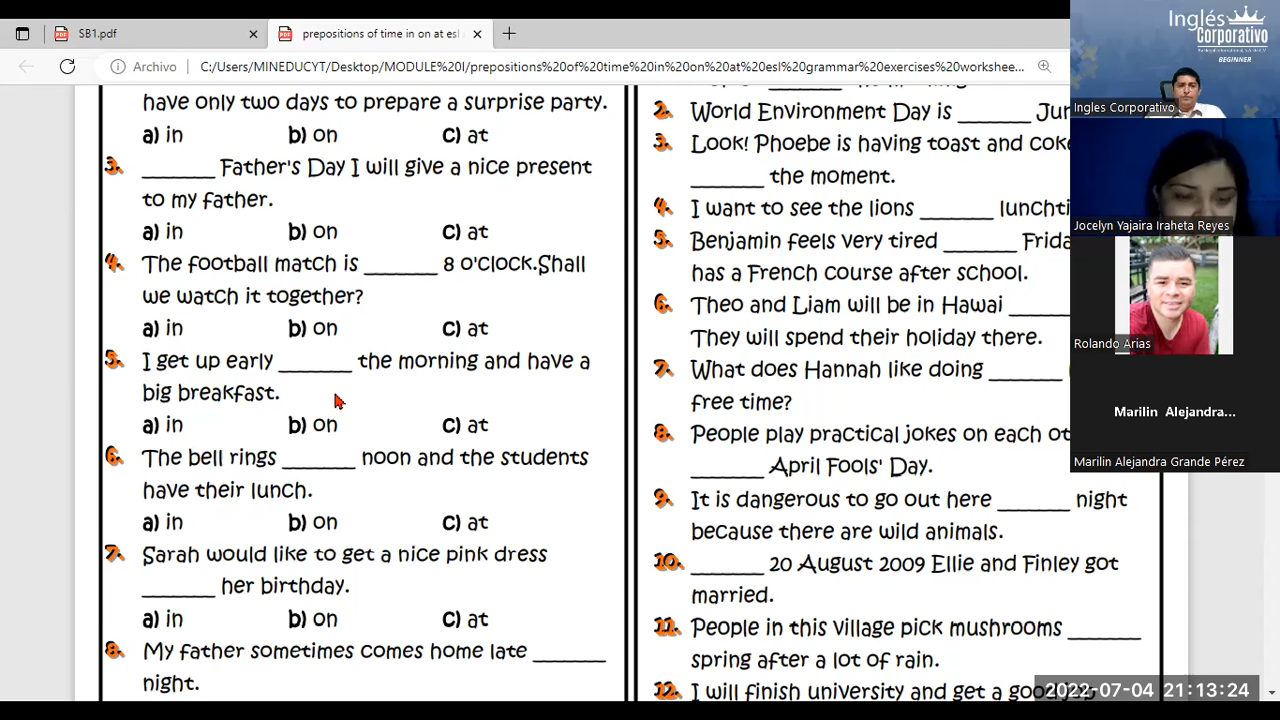 SB1.pdf
prepositions of time in on at esl
Archivo
C:/Users/MINEDUCYT/Desktop/MODULE%20I/prepositions%20of%20time%20in%20on%20at%20esl%20grammar%20exercises%20workshee...
have only two days to prepare a surprise party.
a) in b) on c) at
3. _______ Father's Day I will give a nice present
to my father.
a) in b) on c) at
4. The football match is _______ 8 o'clock.Shall
we watch it together?
a) in b) on c) at
5. I get up early _______ the morning and have a
big breakfast.
a) in b) on c) at
6. The bell rings _______ noon and the students
have their lunch.
a) in b) on c) at
7. Sarah would like to get a nice pink dress
_______ her birthday.
a) in b) on c) at
8. My father sometimes comes home late _______
night.
2. World Environment Day is _______ Jun
3. Look! Phoebe is having toast and coke
_______ the moment.
4. I want to see the lions _______ lunchti
5. Benjamin feels very tired _______ Frida
has a French course after school.
6. Theo and Liam will be in Hawai _______
They will spend their holiday there.
7. What does Hannah like doing _______
free time?
8. People play practical jokes on each ot
_______ April Fools' Day.
9. It is dangerous to go out here _______ night
because there are wild animals.
10. _______ 20 August 2009 Ellie and Finley got
married.
11. People in this village pick mushrooms _______
spring after a lot of rain.
12. I will finish university and get a good job
Inglés
Corporativo
BEGINNER
Ingles Corporativo
Jocelyn Yajaira Iraheta Reyes
Rolando Arias
Marilin Alejandra...
Marilin Alejandra Grande Pérez
2022-07-04 21:13:24